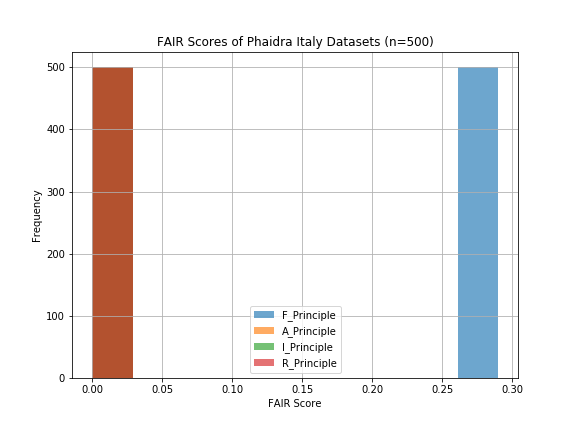 FAIR Scores of Phaidra Italy Datasets (n=500)
500
400
300
200
100
0
Frequency
F_Principle
A_Principle
I_Principle
R_Principle
0.00 0.05 0.10 0.15 0.20 0.25 0.30
FAIR Score